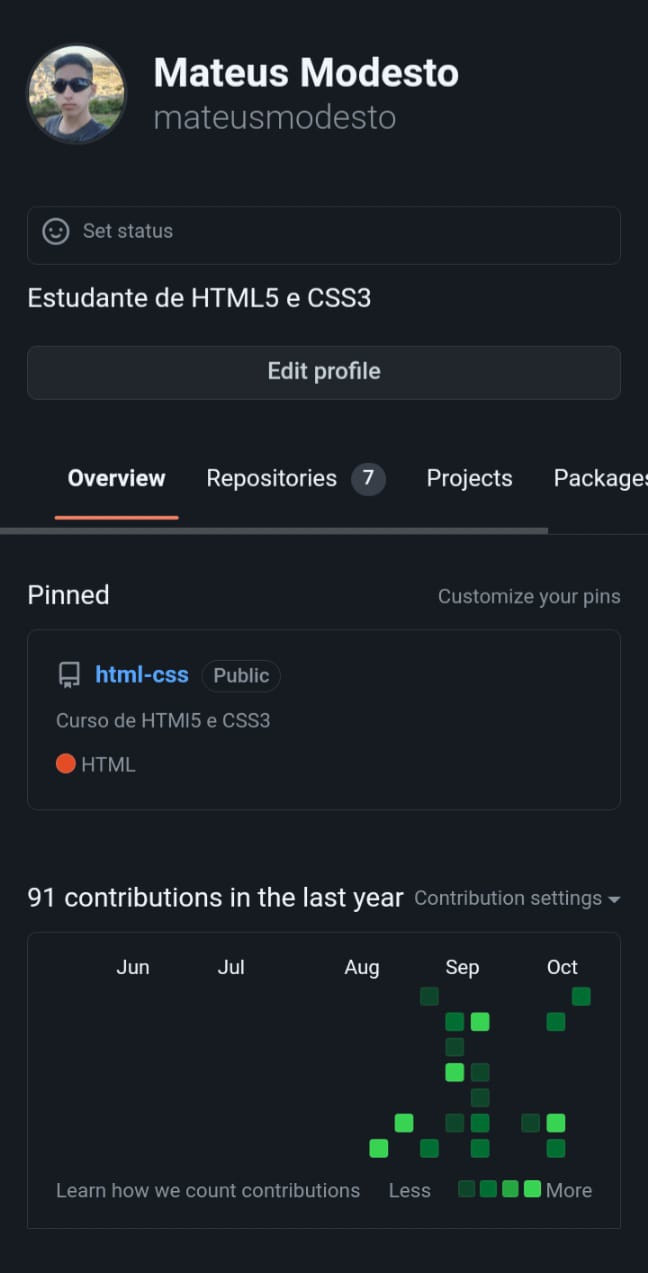 Mateus Modesto
mateusmodesto
Set status
Estudante de HTML5 e CSS3
Edit profile
Overview Repositories 7 Projects Packages
Pinned Customize your pins
html-css Public
Curso de HTMl5 e CSS3
HTML
91 contributions in the last year Contribution settings
Jun Jul Aug Sep Oct
Learn how we count contributions Less More